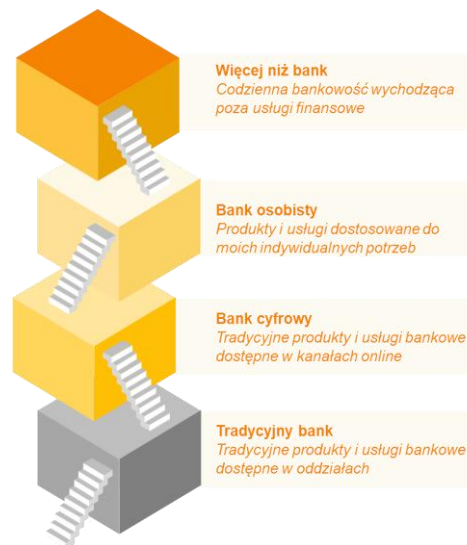 Więcej niż bank
Codzienna bankowość wychodząca
poza usługi finansowe
Bank osobisty
Produkty i usługi dostosowane do
moich indywidualnych potrzeb
Bank cyfrowy
Tradycyjne produkty i usługi bankowe
dostępne w kanałach online
Tradycyjny bank
Tradycyjne produkty i usługi bankowe
dostępne w oddziałach